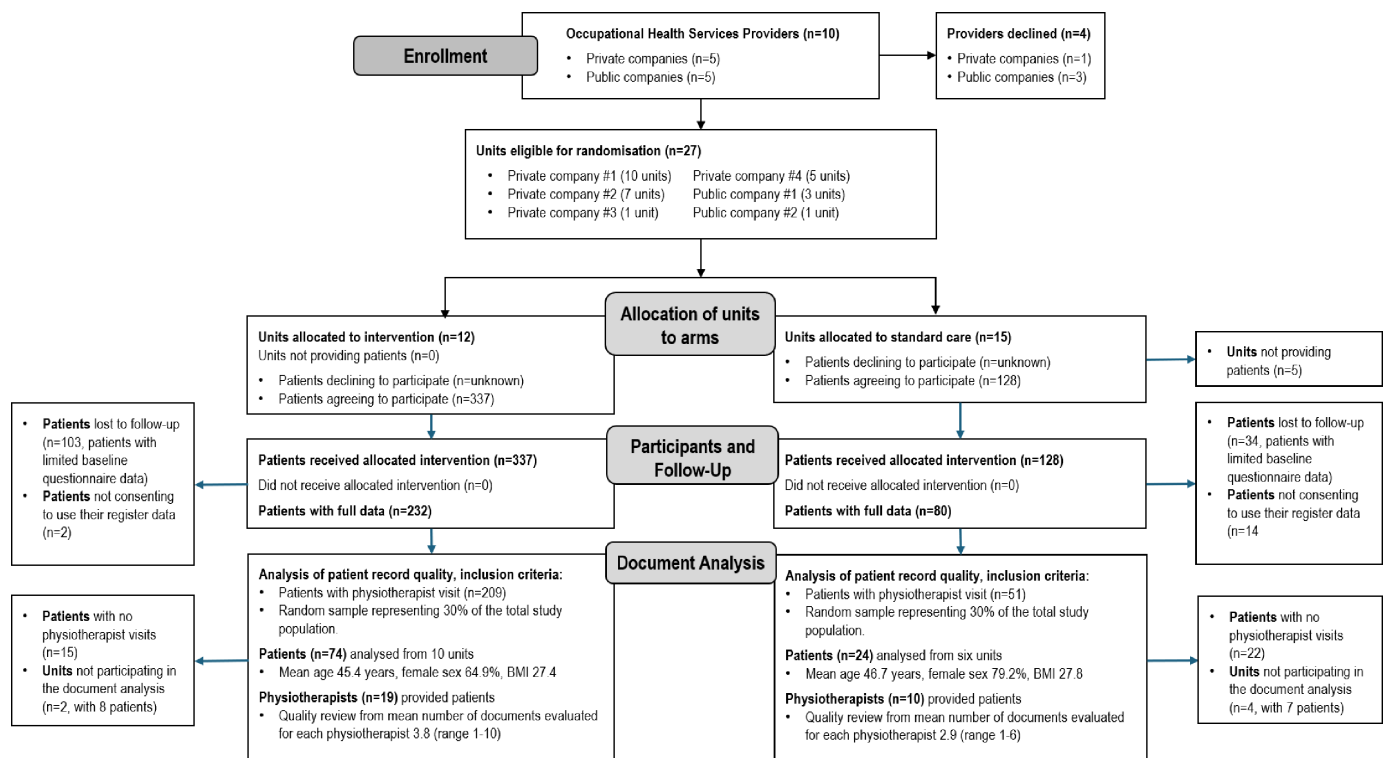 Enrollment
Occupational Health Services Providers (n=10)
• Private companies (n=5)
• Public companies (n=5)
Providers declined (n=4)
• Private companies (n=1)
• Public companies (n=3)
Units eligible for randomisation (n=27)
• Private company #1 (10 units) Private company #4 (5 units)
• Private company #2 (7 units) Public company #1 (3 units)
• Private company #3 (1 unit) Public company #2 (1 unit)
Allocation of units
to arms
Units allocated to intervention (n=12)
Units not providing patients (n=0)
• Patients declining to participate (n=unknown)
• Patients agreeing to participate (n=337)
Units allocated to standard care (n=15)
• Patients declining to participate (n=unknown)
• Patients agreeing to participate (n=128)
• Units not providing
patients (n=5)
Participants and
Follow-Up
• Patients lost to follow-up
(n=103, patients with
limited baseline
questionnaire data)
• Patients not consenting
to use their register data
(n=2)
Patients received allocated intervention (n=337)
Did not receive allocated intervention (n=0)
Patients with full data (n=232)
Patients received allocated intervention (n=128)
Did not receive allocated intervention (n=0)
Patients with full data (n=80)
• Patients lost to follow-up
(n=34, patients with
limited baseline
questionnaire data)
• Patients not consenting
to use their register data
(n=14
Document Analysis
• Patients with no
physiotherapist visits
(n=15)
• Units not participating in
the document analysis
(n=2, with 8 patients)
Analysis of patient record quality, inclusion criteria:
• Patients with physiotherapist visit (n=209)
• Random sample representing 30% of the total study
population.
Patients (n=74) analysed from 10 units
• Mean age 45.4 years, female sex 64.9%, BMI 27.4
Physiotherapists (n=19) provided patients
• Quality review from mean number of documents evaluated
for each physiotherapist 3.8 (range 1-10)
Analysis of patient record quality, inclusion criteria:
• Patients with physiotherapist visit (n=51)
• Random sample representing 30% of the total study
population.
Patients (n=24) analysed from six units
• Mean age 46.7 years, female sex 79.2%, BMI 27.8
Physiotherapists (n=10) provided patients
• Quality review from mean number of documents evaluated
for each physiotherapist 2.9 (range 1-6)
• Patients with no
physiotherapist visits
(n=22)
• Units not participating in
the document analysis
(n=4, with 7 patients)